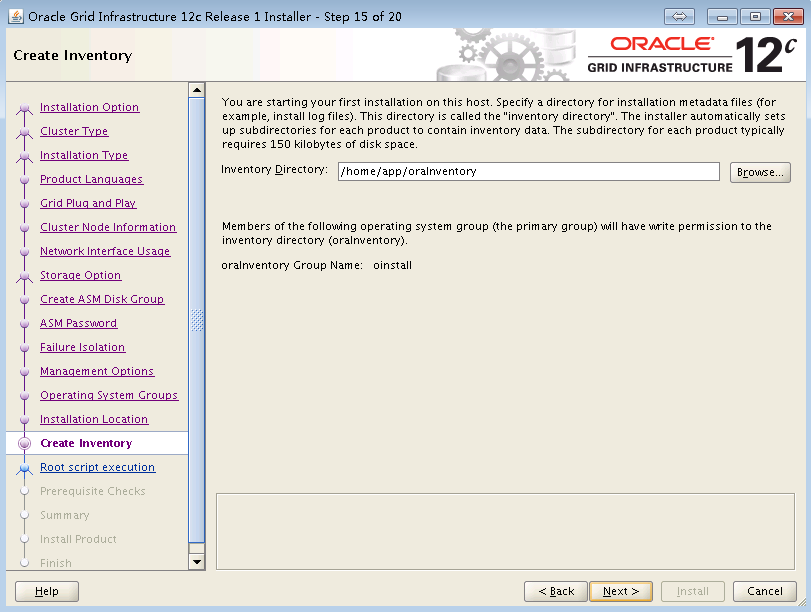 Oracle Grid Infrastructure 12c Release 1 Installer - Step 15 of 20
Create Inventory
ORACLE
GRID INFRASTRUCTURE
12c
Installation Option
Cluster Type
Installation Type
Product Languages
Grid Plug and Play
Cluster Node Information
Network Interface Usage
Storage Option
Create ASM Disk Group
ASM Password
Failure Isolation
Management Options
Operating System Groups
Installation Location
Create Inventory
Root script execution
Prerequisite Checks
Summary
Install Product
Finish
You are starting your first installation on this host. Specify a directory for installation metadata files (for
example, install log files). This directory is called the "inventory directory". The installer automatically sets
up subdirectories for each product to contain inventory data. The subdirectory for each product typically
requires 150 kilobytes of disk space.
Inventory Directory: /home/app/oraInventory Browse...
Members of the following operating system group (the primary group) will have write permission to the
inventory directory (oraInventory).
oraInventory Group Name: oinstall
Help < Back Next > Install Cancel